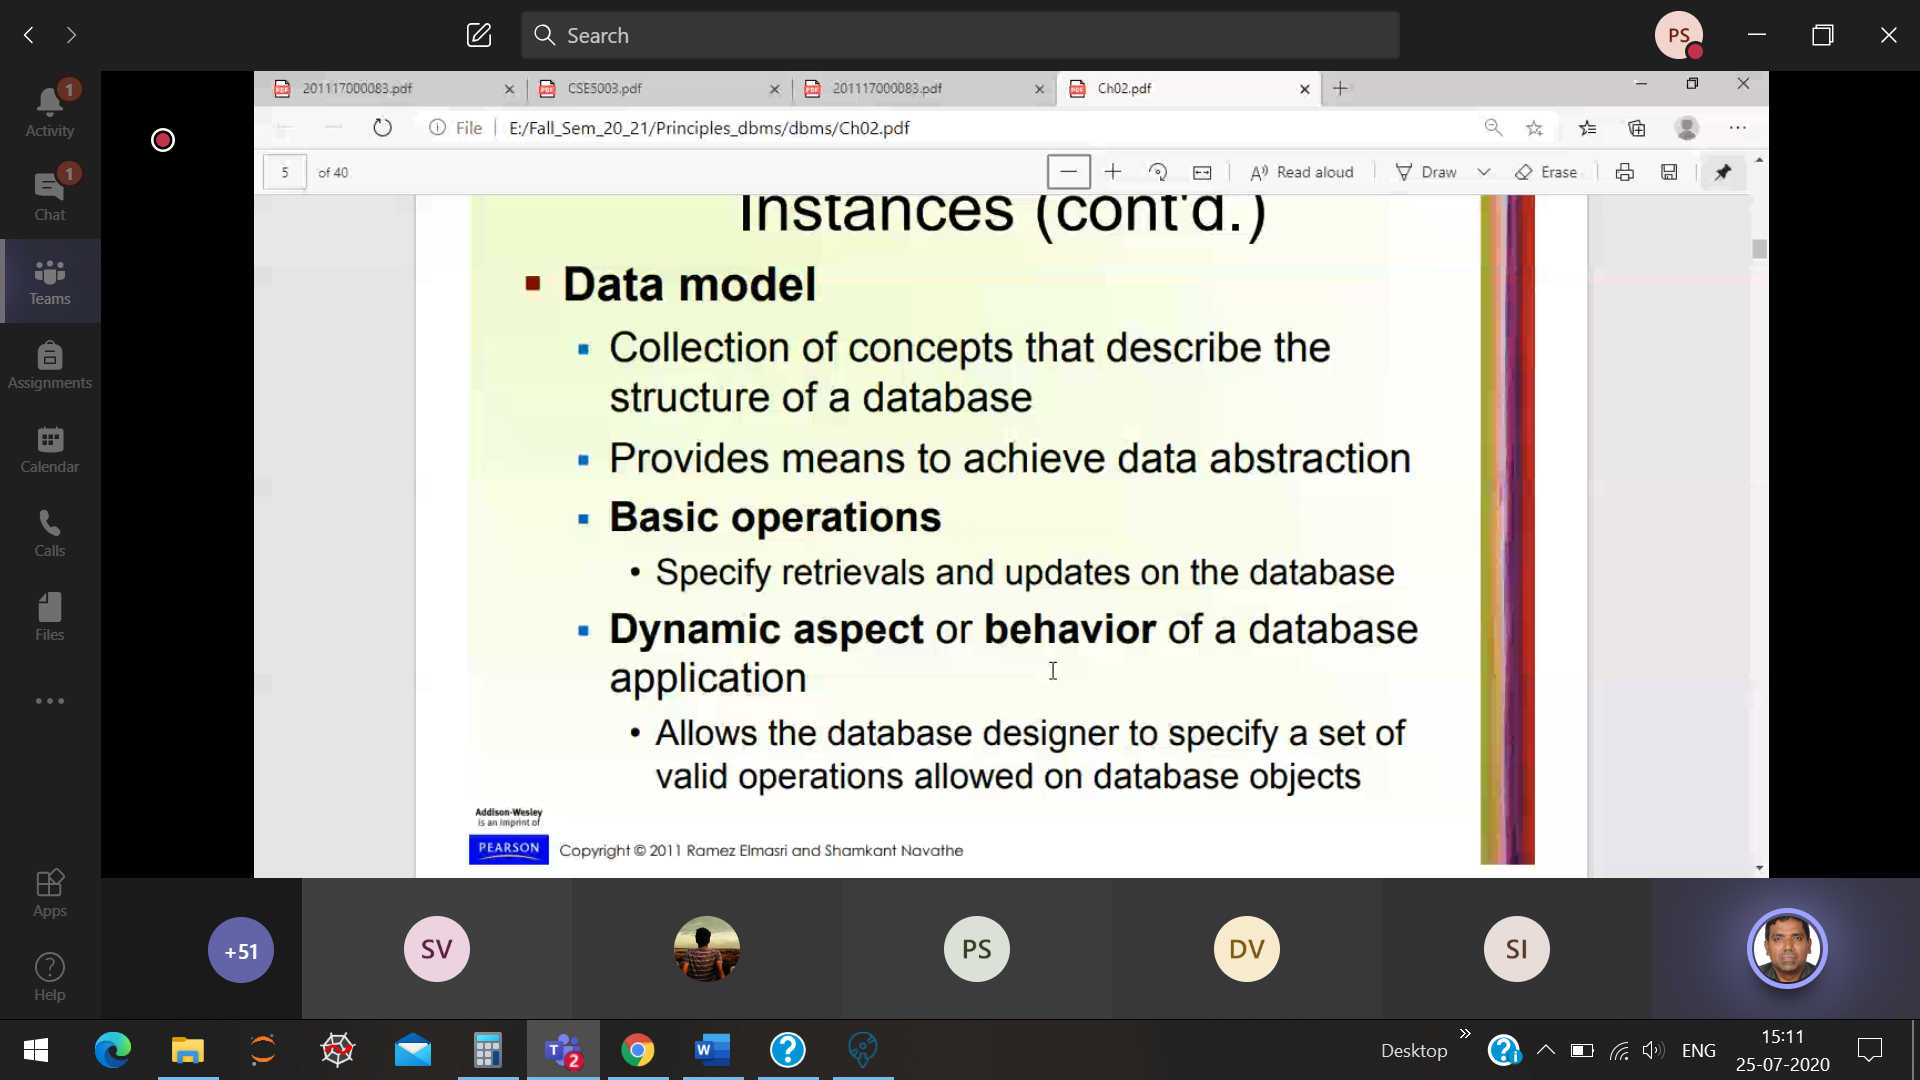 Search
PS
201117000083.pdf
CSE5003.pdf
201117000083.pdf
Ch02.pdf
File
E:/Fall_Sem_20_21/Principles_dbms/dbms/Ch02.pdf
5
of 40
Read aloud
Draw
Erase
1
Activity
1
Chat
Teams
Assignments
Calendar
Calls
Files
Apps
Help
Instances (cont'd.)
Data model
Collection of concepts that describe the
structure of a database
Provides means to achieve data abstraction
Basic operations
Specify retrievals and updates on the database
Dynamic aspect or behavior of a database
application
Allows the database designer to specify a set of
valid operations allowed on database objects
Addison-Wesley
is an imprint of
PEARSON
Copyright © 2011 Ramez Elmasri and Shamkant Navathe
+51
SV
PS
DV
SI
2
Desktop
ENG
15:11
25-07-2020